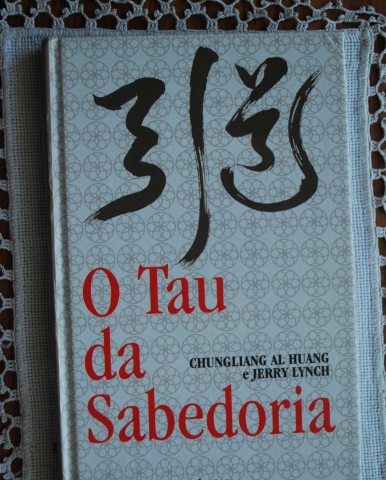 O Tau
da
Sabedoria
CHUNGLIANG AL HUANG
e JERRY LYNCH